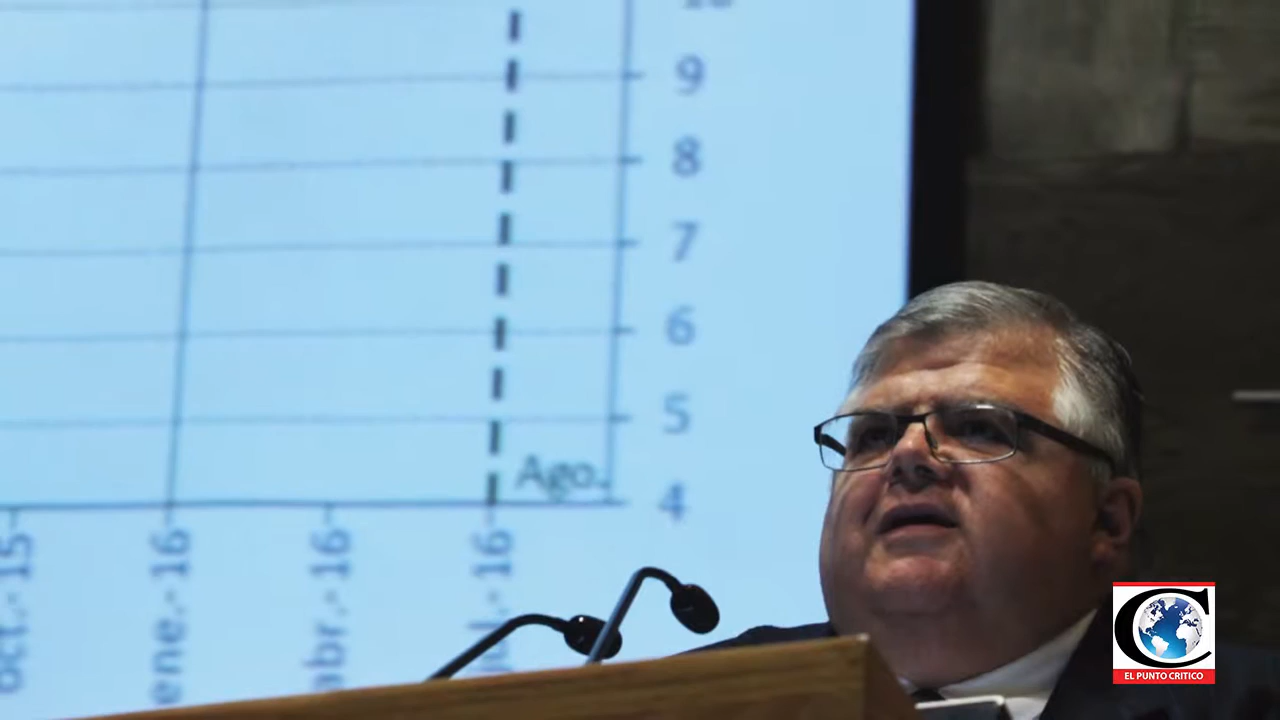 9
8
7
6
5
Ago.
4
oct.-15
ene.-16
abr.-16
jul.-16
C
EL PUNTO CRITICO